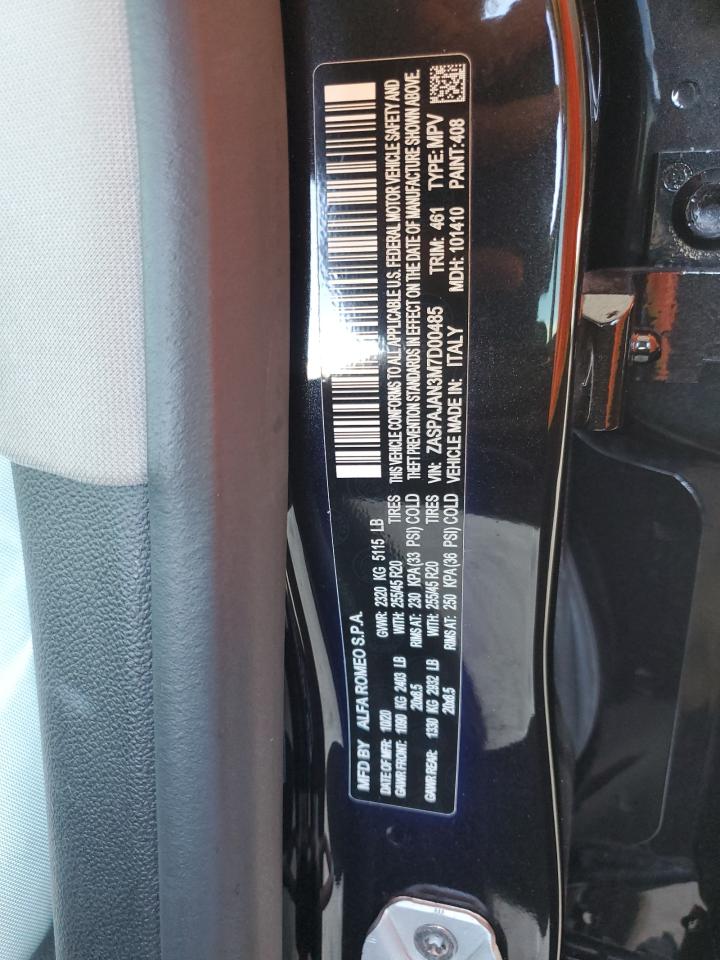 MFD BY ALFA ROMEO S.P.A.
DATE OF MFR: 10/20 GVWR: 2320 KG 5115 LB
GAWR FRONT: 1090 KG 2403 LB WITH: 255/45 R20 TIRES
20x8.5 RIMS AT: 230 KPA(33 PSI) COLD
GAWR REAR: 1330 KG 2932 LB WITH: 255/45 R20 TIRES
20x8.5 RIMS AT: 250 KPA(36 PSI) COLD
THIS VEHICLE CONFORMS TO ALL APPLICABLE U.S. FEDERAL MOTOR VEHICLE SAFETY AND
THEFT PREVENTION STANDARDS IN EFFECT ON THE DATE OF MANUFACTURE SHOWN ABOVE.
VIN: ZASPAJAN3M7D00485 TRIM: 461 TYPE: MPV
VEHICLE MADE IN: ITALY MDH: 101410 PAINT: 408